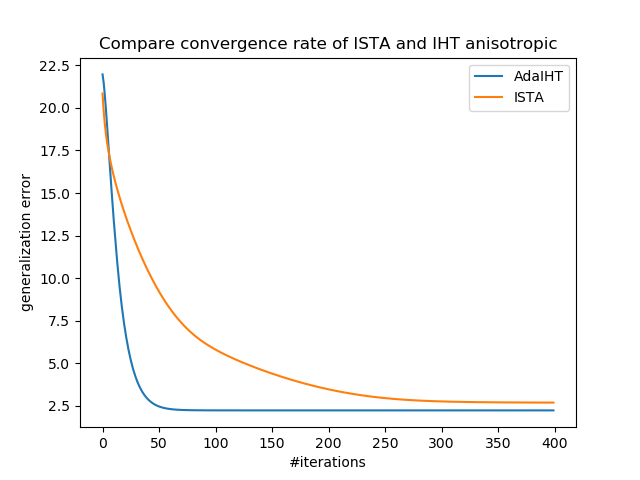 Compare convergence rate of ISTA and IHT anisotropic
22.5
20.0
17.5
15.0
12.5
10.0
7.5
5.0
2.5
generalization error
AdaIHT
ISTA
0 50 100 150 200 250 300 350 400
#iterations